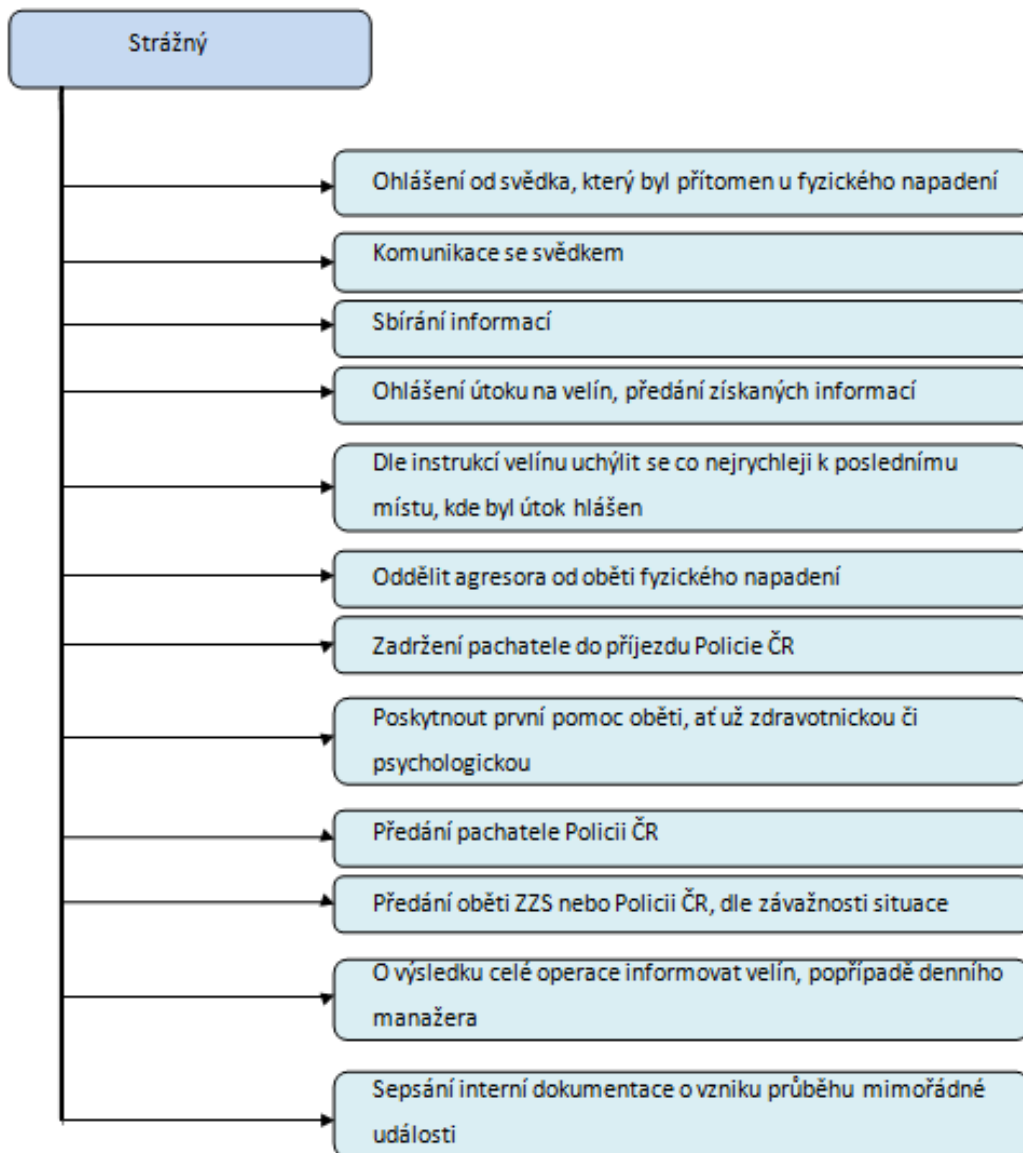 Strážný
Ohlášení od svědka, který byl přítomen u fyzického napadení
Komunikace se svědkem
Sbírání informací
Ohlášení útoku na velín, předání získaných informací
Dle instrukcí velínu uchýlit se co nejrychleji k poslednímu
místu, kde byl útok hlášen
Oddělit agresora od oběti fyzického napadení
Zadržení pachatele do příjezdu Policie ČR
Poskytnout první pomoc oběti, ať už zdravotnickou či
psychologickou
Předání pachatele Policii ČR
Předání oběti ZZS nebo Policii ČR, dle závažnosti situace
O výsledku celé operace informovat velín, popřípadě denního
manažera
Sepsání interní dokumentace o vzniku průběhu mimořádné
události